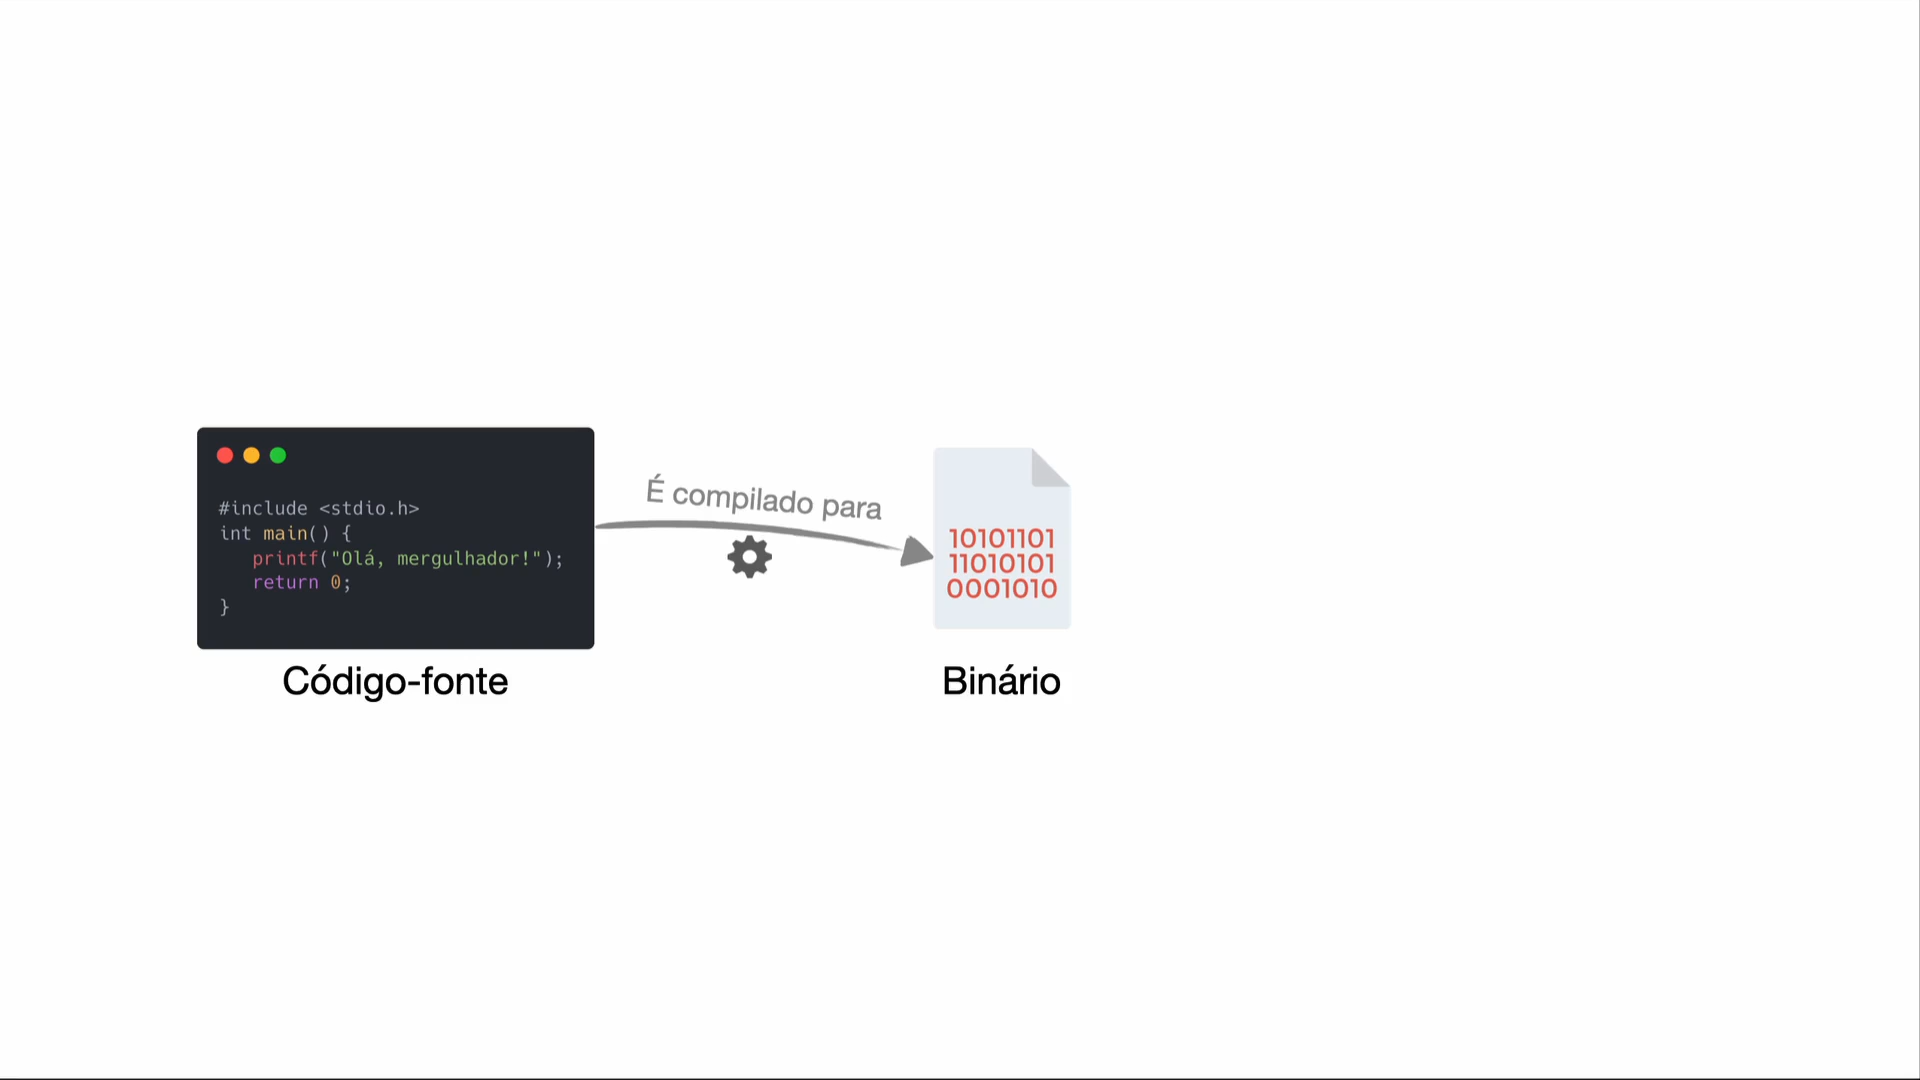 #include <stdio.h>
int main() {
printf("Olá, mergulhador!");
return 0;
}
Código-fonte
É compilado para
10101101
11010101
0001010
Binário